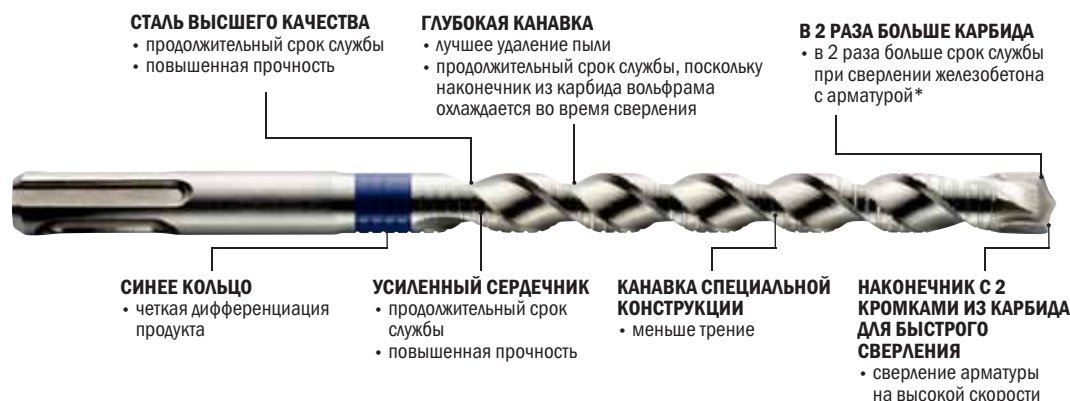 СТАЛЬ ВЫСШЕГО КАЧЕСТВА
• продолжительный срок службы
• повышенная прочность
ГЛУБОКАЯ КАНАВКА
• лучшее удаление пыли
• продолжительный срок службы, поскольку
наконечник из карбида вольфрама
охлаждается во время сверления
В 2 РАЗА БОЛЬШЕ КАРБИДА
• в 2 раза больше срок службы
при сверлении железобетона
с арматурой*
СИНЕЕ КОЛЬЦО
• четкая дифференциация
продукта
УСИЛЕННЫЙ СЕРДЕЧНИК
• продолжительный срок
службы
• повышенная прочность
КАНАВКА СПЕЦИАЛЬНОЙ
КОНСТРУКЦИИ
• меньше трение
НАКОНЕЧНИК С 2
КРОМКАМИ ИЗ КАРБИДА
ДЛЯ БЫСТРОГО
СВЕРЛЕНИЯ
• сверление арматуры
на высокой скорости